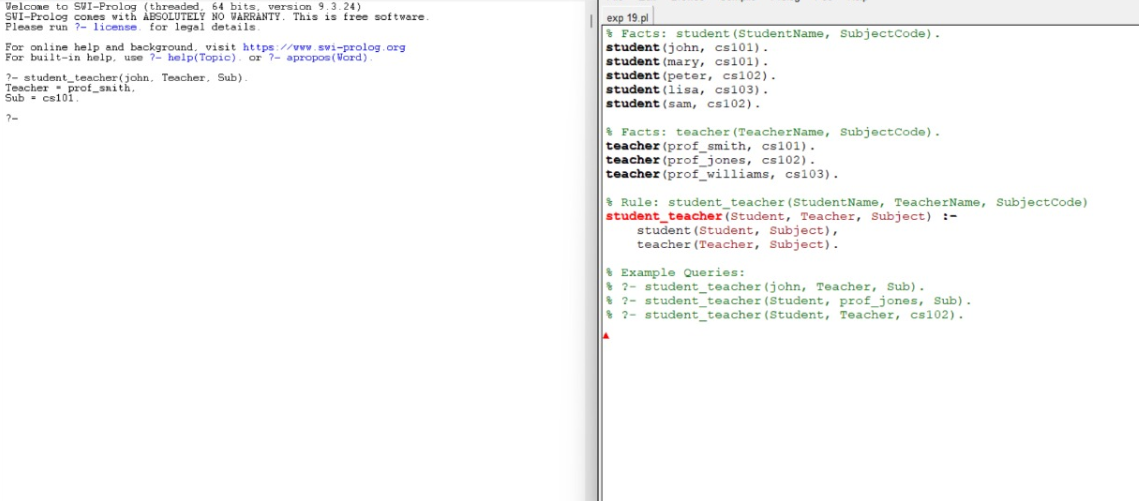 Welcome to SWI-Prolog (threaded, 64 bits, version 9.3.24)
SWI-Prolog comes with ABSOLUTELY NO WARRANTY. This is free software.
Please run ?- license. for legal details.
For online help and background, visit https://www.swi-prolog.org
For built-in help, use ?- help(Topic). or ?- apropos(Word).
?- student_teacher(john, Teacher, Sub).
Teacher = prof_smith,
Sub = cs101.
?-
exp 19.pl
% Facts: student(StudentName, SubjectCode).
student(john, cs101).
student(mary, cs101).
student(peter, cs102).
student(lisa, cs103).
student(sam, cs102).
% Facts: teacher(TeacherName, SubjectCode).
teacher(prof_smith, cs101).
teacher(prof_jones, cs102).
teacher(prof_williams, cs103).
% Rule: student_teacher(StudentName, TeacherName, SubjectCode)
student_teacher(Student, Teacher, Subject) :-
student(Student, Subject),
teacher(Teacher, Subject).
% Example Queries:
% ?- student_teacher(john, Teacher, Sub).
% ?- student_teacher(Student, prof_jones, Sub).
% ?- student_teacher(Student, Teacher, cs102).